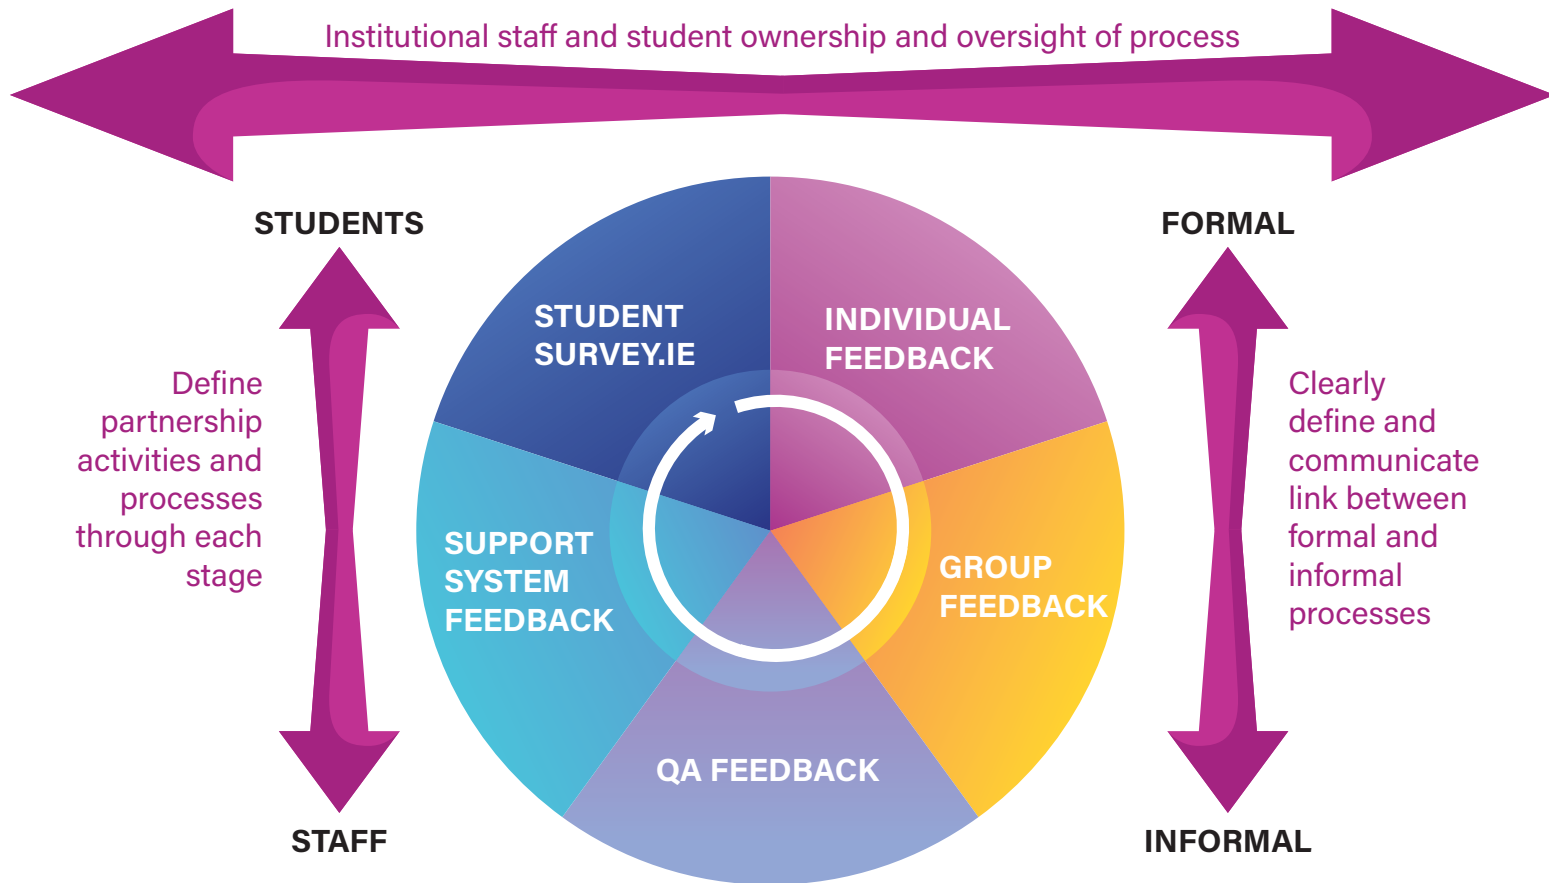 Institutional staff and student ownership and oversight of process
STUDENTS
FORMAL
STUDENT
SURVEY.IE
INDIVIDUAL
FEEDBACK
Define
partnership
activities and
processes
through each
stage
Clearly
define and
communicate
link between
formal and
informal
processes
SUPPORT
SYSTEM
FEEDBACK
GROUP
FEEDBACK
QA FEEDBACK
STAFF
INFORMAL